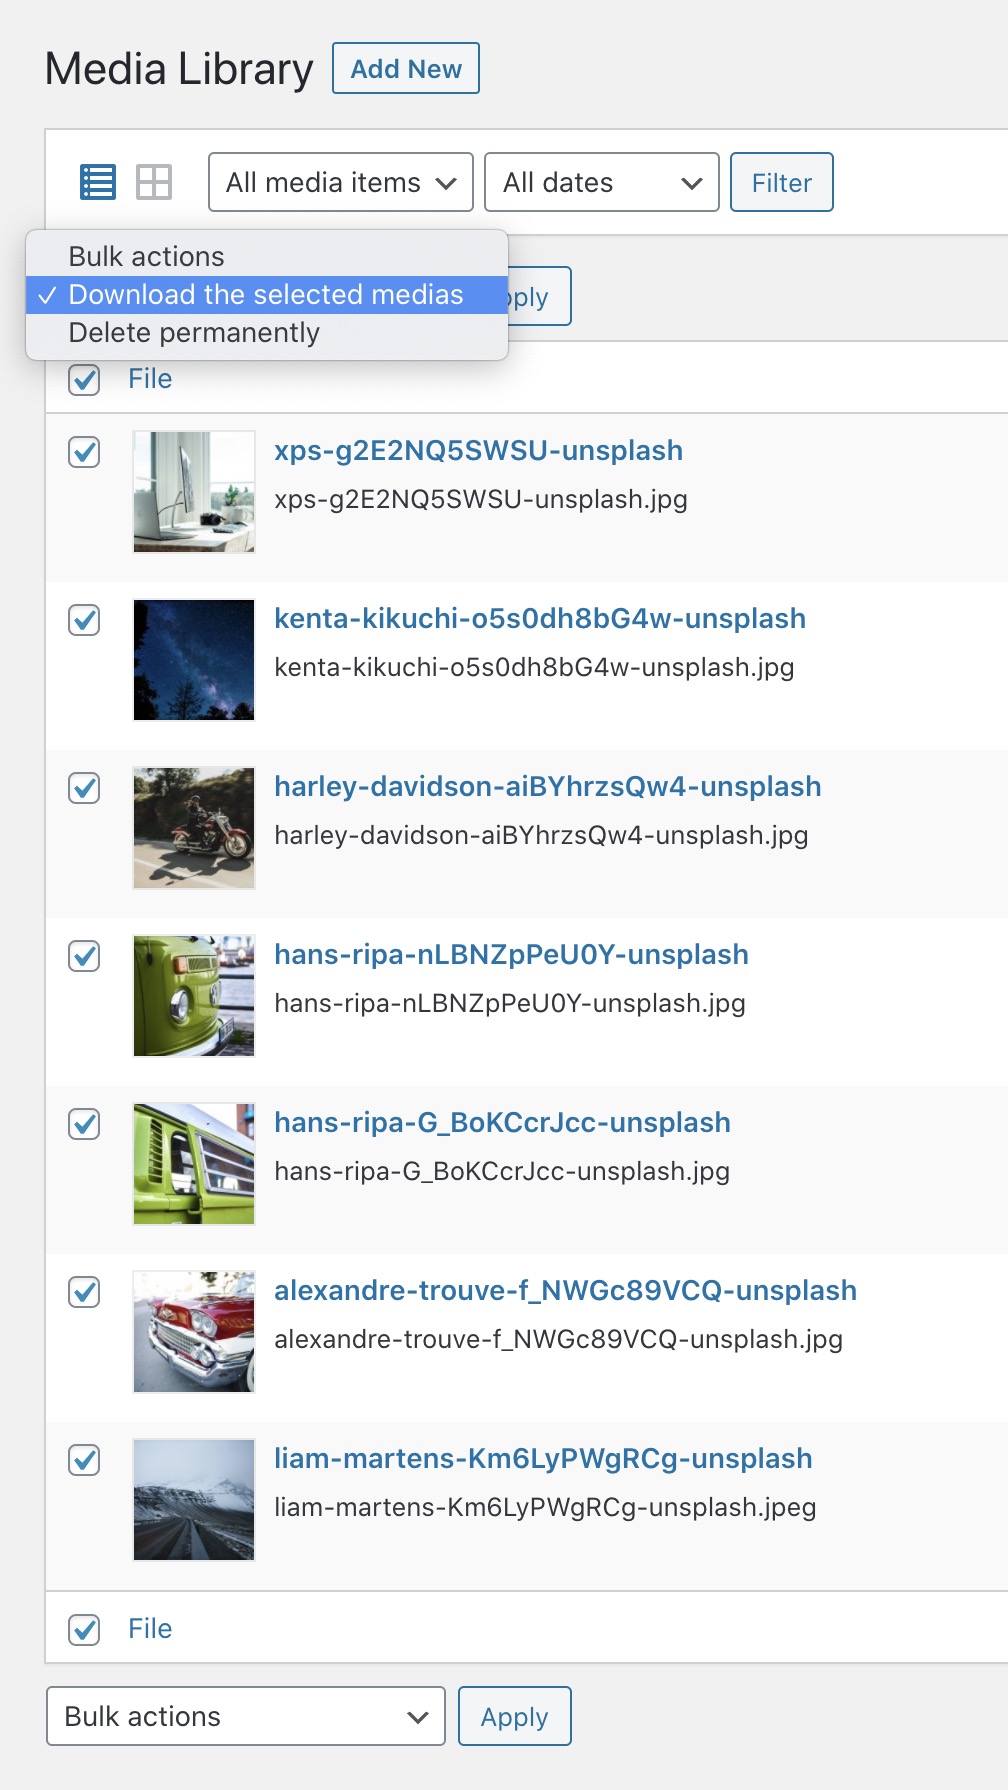 Media Library Add New
All media items All dates Filter
Bulk actions
✓ Download the selected medias
Delete permanently
File
xps-g2E2NQ5SWSU-unsplash
xps-g2E2NQ5SWSU-unsplash.jpg
kenta-kikuchi-o5s0dh8bG4w-unsplash
kenta-kikuchi-o5s0dh8bG4w-unsplash.jpg
harley-davidson-aiBYhrzsQw4-unsplash
harley-davidson-aiBYhrzsQw4-unsplash.jpg
hans-ripa-nLBNZpPeU0Y-unsplash
hans-ripa-nLBNZpPeU0Y-unsplash.jpg
hans-ripa-G_BoKCcrJcc-unsplash
hans-ripa-G_BoKCcrJcc-unsplash.jpg
alexandre-trouve-f_NWGc89VCQ-unsplash
alexandre-trouve-f_NWGc89VCQ-unsplash.jpg
liam-martens-Km6LyPWgRCg-unsplash
liam-martens-Km6LyPWgRCg-unsplash.jpeg
File
Bulk actions Apply